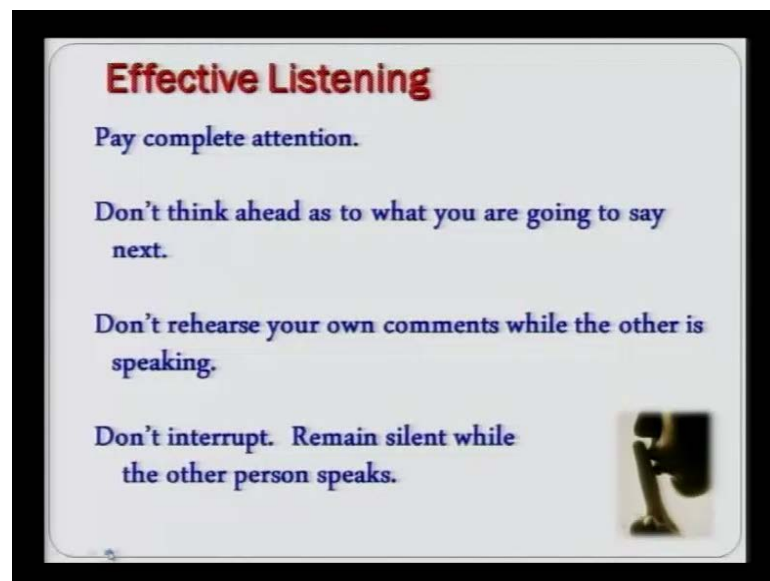 Effective Listening
Pay complete attention.
Don't think ahead as to what you are going to say
next.
Don't rehearse your own comments while the other is
speaking.
Don't interrupt.  Remain silent while
the other person speaks.